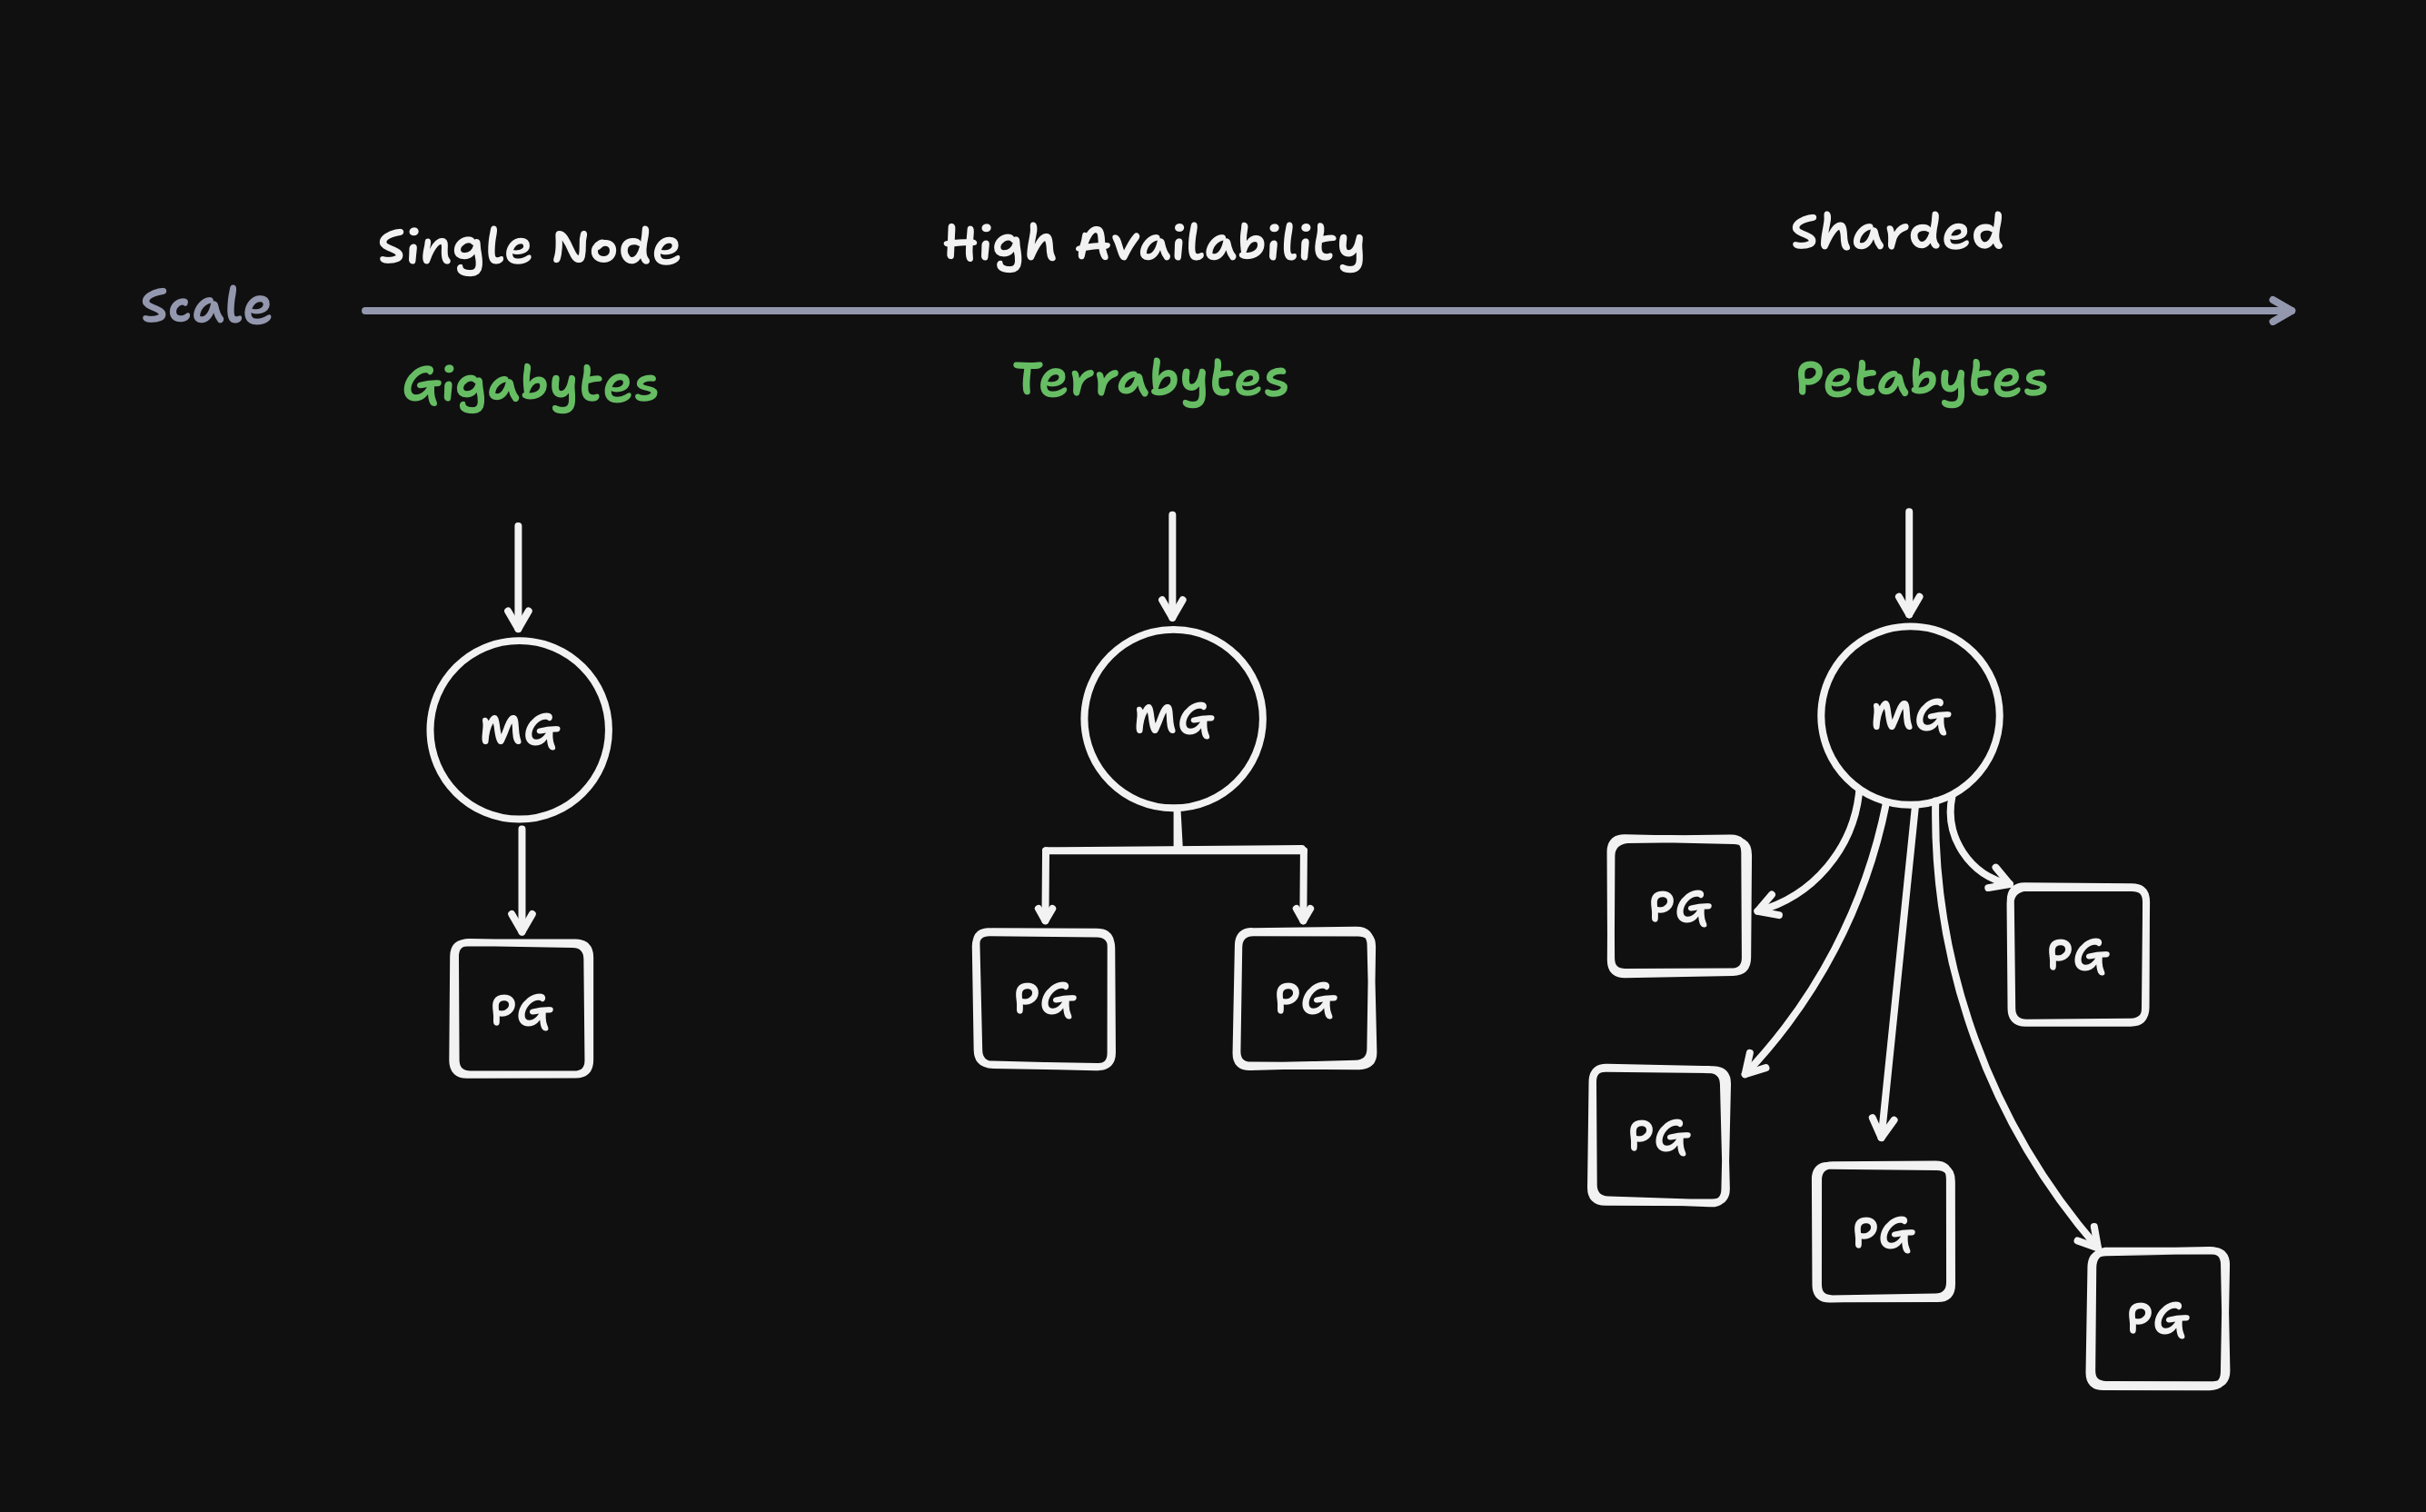 Single Node
High Availability
Sharded
Scale
Gigabytes
Terrabytes
Petabytes
MG
MG
MG
PG
PG
PG
PG
PG
PG
PG
PG